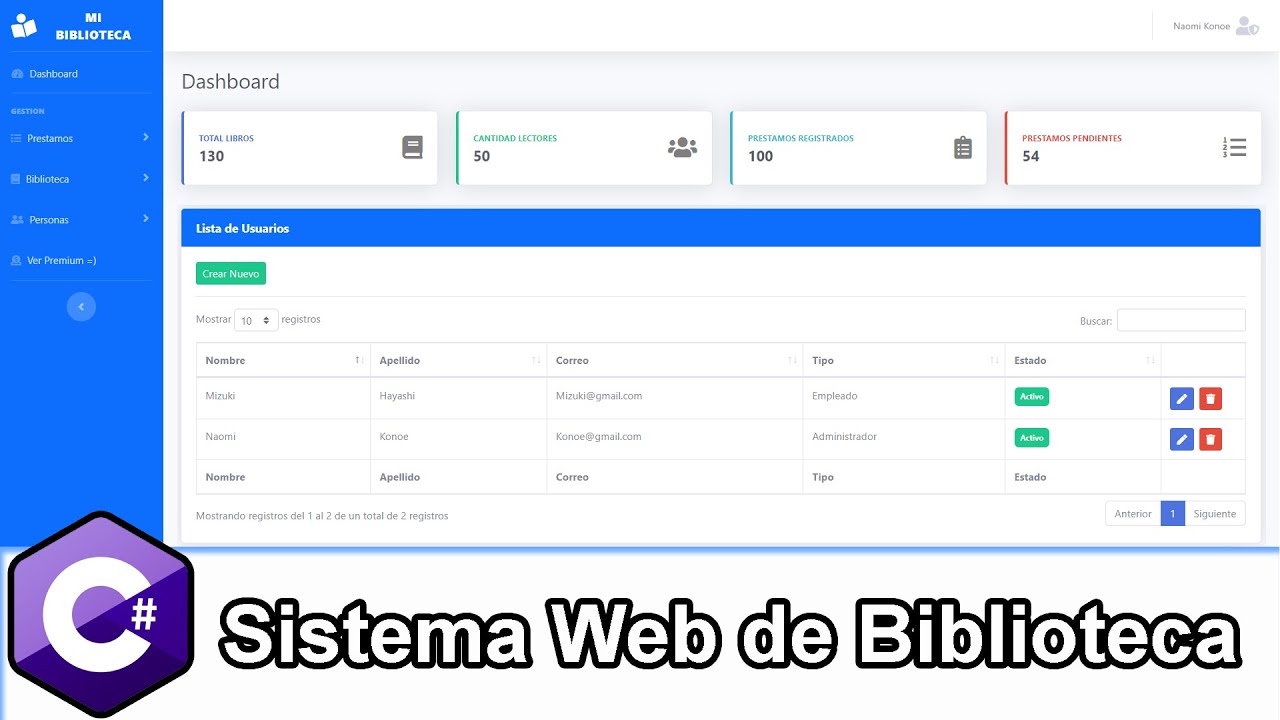 MI
BIBLIOTECA
Naomi Konoe
Dashboard
GESTION
Prestamos
Biblioteca
Personas
Ver Premium =)
Dashboard
TOTAL LIBROS
130
CANTIDAD LECTORES
50
PRESTAMOS REGISTRADOS
100
PRESTAMOS PENDIENTES
54
Lista de Usuarios
Crear Nuevo
Mostrar 10 registros
Buscar:
Nombre Apellido Correo Tipo Estado
Mizuki Hayashi Mizuki@gmail.com Empleado Activo
Naomi Konoe Konoe@gmail.com Administrador Activo
Nombre Apellido Correo Tipo Estado
Mostrando registros del 1 al 2 de un total de 2 registros
Anterior 1 Siguiente
C#
Sistema Web de Biblioteca